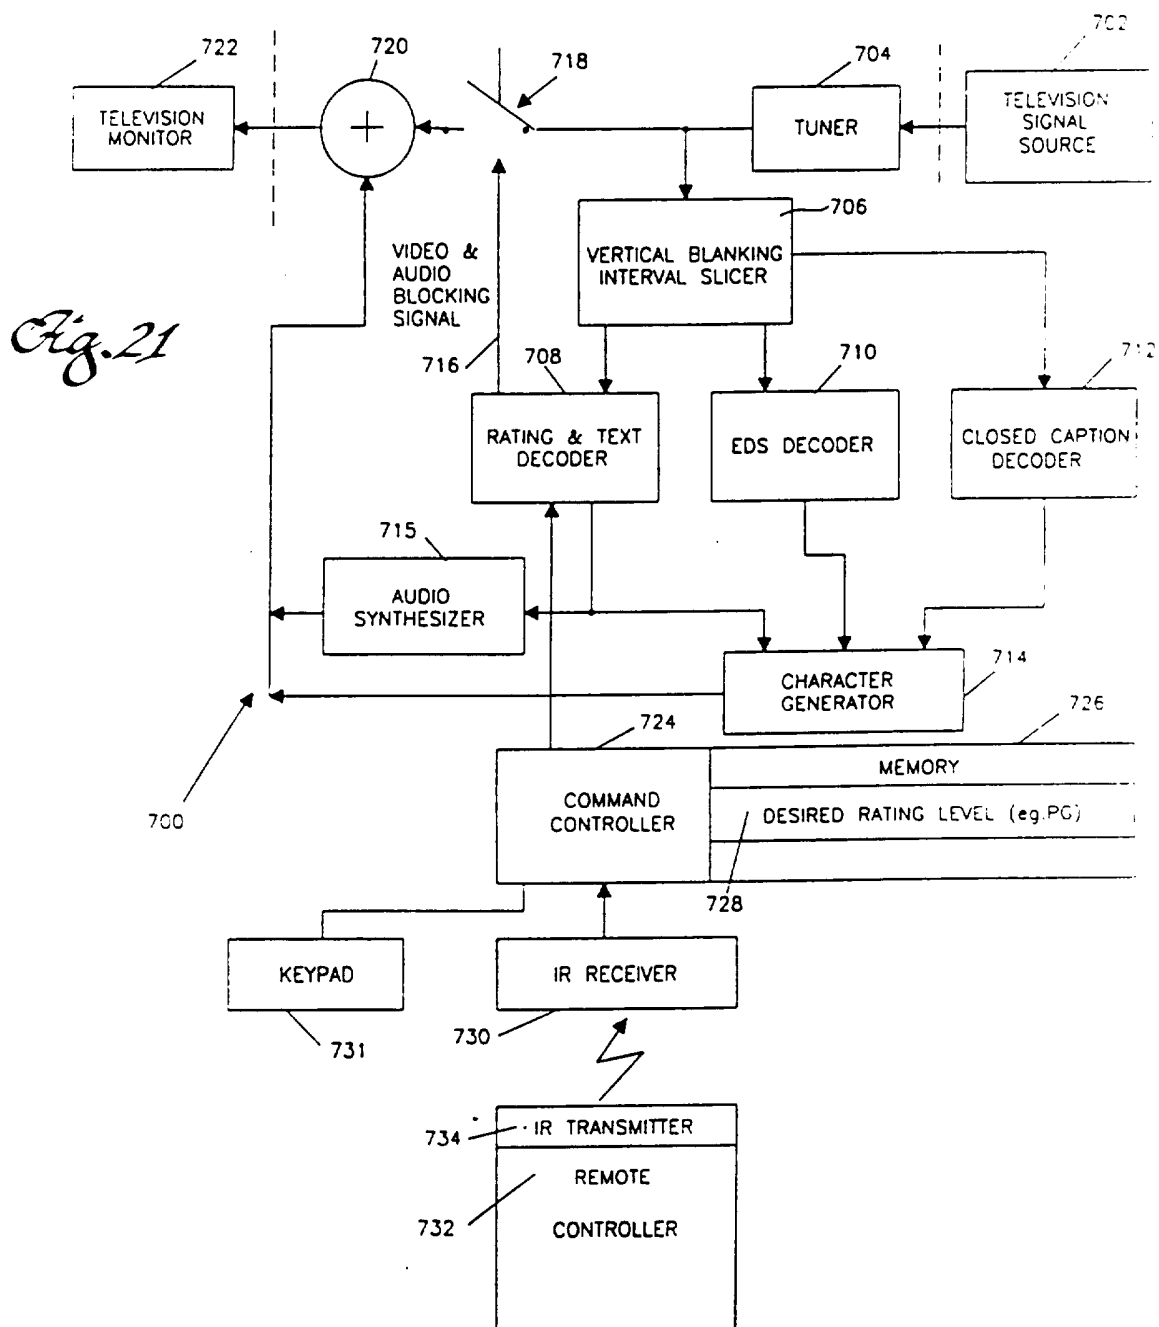 722
720
718
704
702
TELEVISION
MONITOR
+
TUNER
TELEVISION
SIGNAL
SOURCE
706
VERTICAL BLANKING
INTERVAL SLICER
VIDEO &
AUDIO
BLOCKING
SIGNAL
Fig. 21
716
708
710
712
RATING & TEXT
DECODER
EDS DECODER
CLOSED CAPTION
DECODER
715
AUDIO
SYNTHESIZER
CHARACTER
GENERATOR
714
724
726
700
COMMAND
CONTROLLER
MEMORY
DESIRED RATING LEVEL (eg.PG)
728
KEYPAD
IR RECEIVER
731
730
734
IR TRANSMITTER
REMOTE
CONTROLLER
732